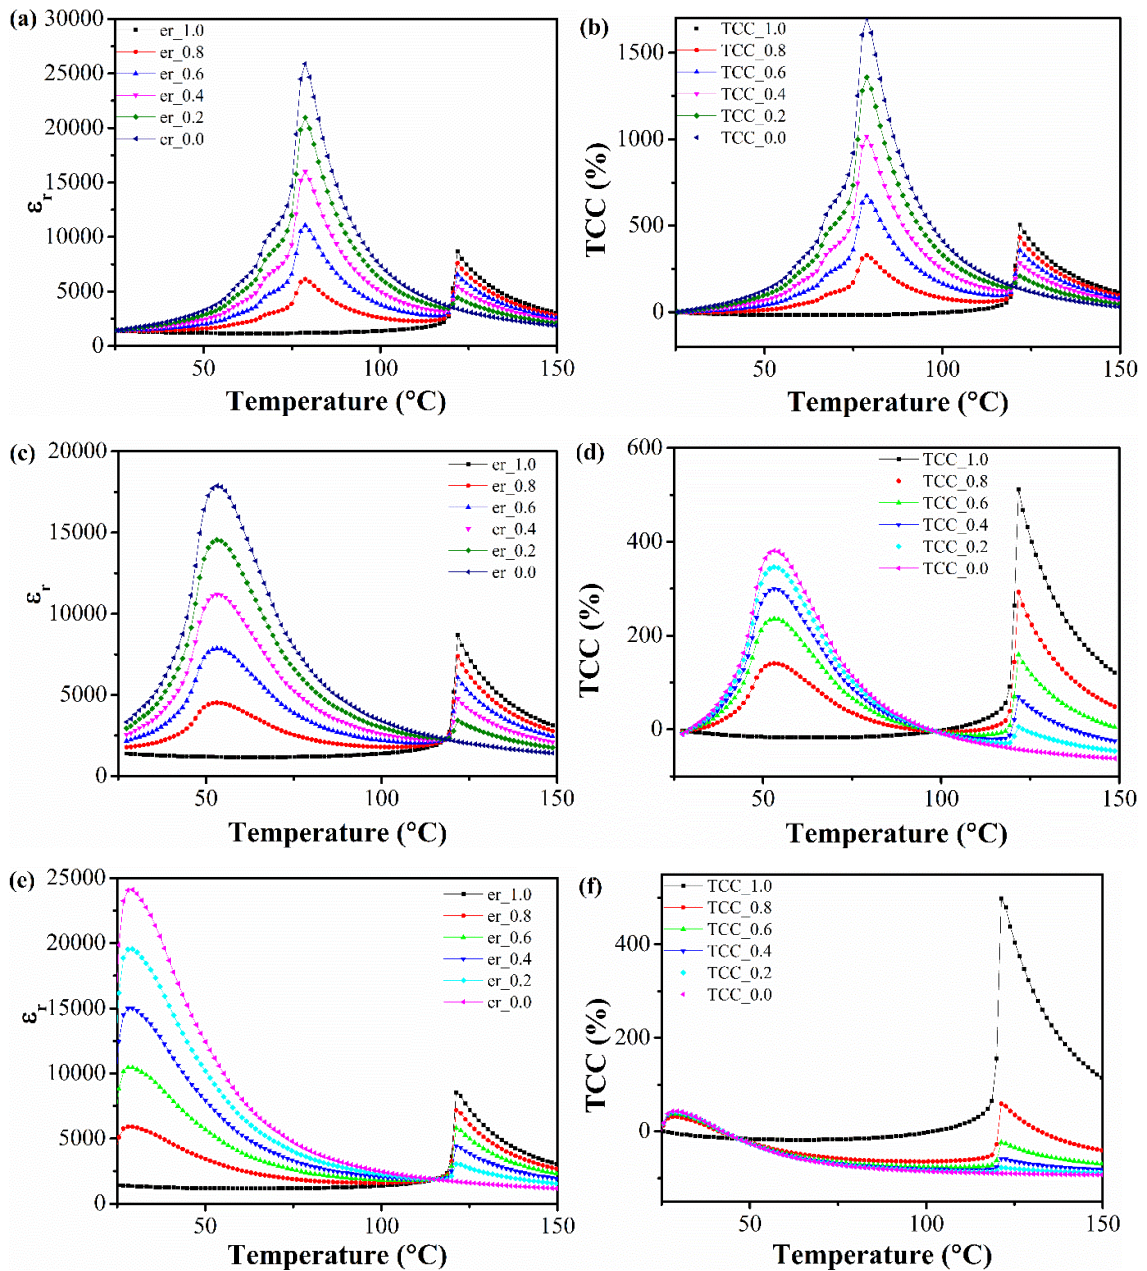 (a)
30000
25000
20000
15000
10000
5000
0
εr
er_1.0
er_0.8
er_0.6
er_0.4
er_0.2
er_0.0
50
100
150
Temperature (°C)
(b)
1500
1000
500
0
TCC (%)
TCC_1.0
TCC_0.8
TCC_0.6
TCC_0.4
TCC_0.2
TCC_0.0
50
100
150
Temperature (°C)
(c)
20000
15000
10000
5000
0
εr
er_1.0
er_0.8
er_0.6
er_0.4
er_0.2
er_0.0
50
100
150
Temperature (°C)
(d)
600
400
200
0
TCC (%)
TCC_1.0
TCC_0.8
TCC_0.6
TCC_0.4
TCC_0.2
TCC_0.0
50
100
150
Temperature (°C)
(e)
25000
20000
15000
10000
5000
0
εr
er_1.0
er_0.8
er_0.6
er_0.4
er_0.2
er_0.0
50
100
150
Temperature (°C)
(f)
400
200
0
TCC (%)
TCC_1.0
TCC_0.8
TCC_0.6
TCC_0.4
TCC_0.2
TCC_0.0
50
100
150
Temperature (°C)